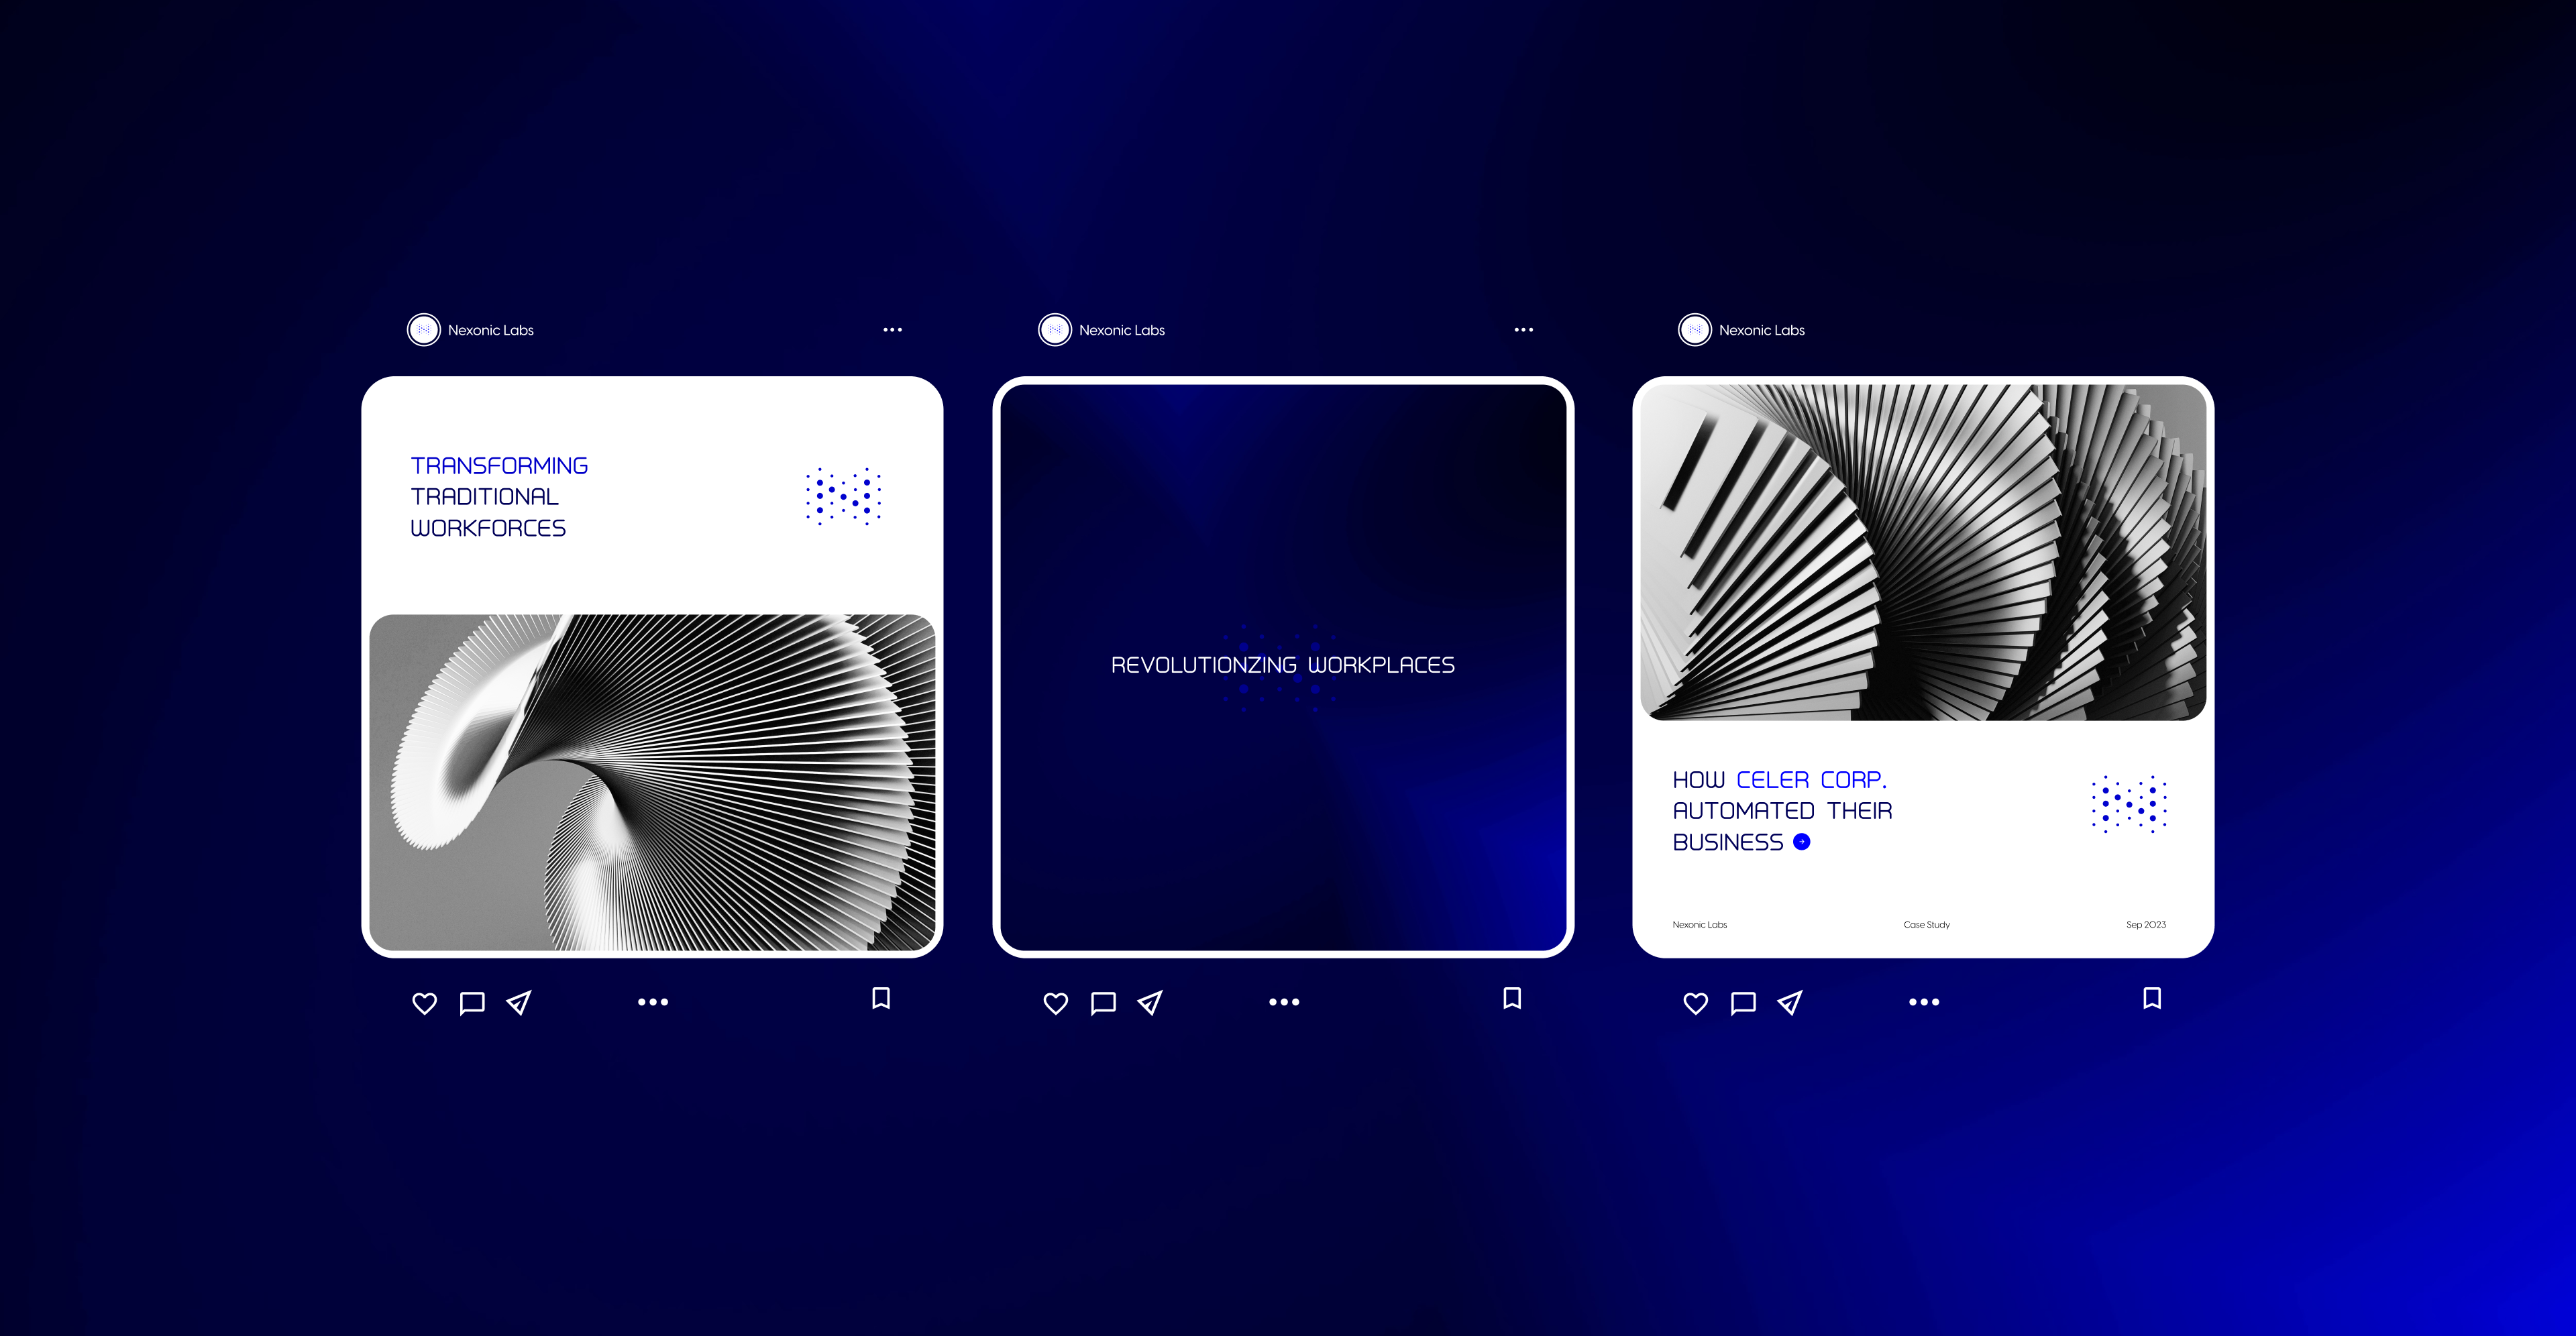 Nexonic Labs
TRANSFORMING
TRADITIONAL
WORKFORCES
Nexonic Labs
REVOLUTIONZING WORKPLACES
Nexonic Labs
HOW CELER CORP.
AUTOMATED THEIR
BUSINESS
Nexonic Labs
Case Study
Sep 2023